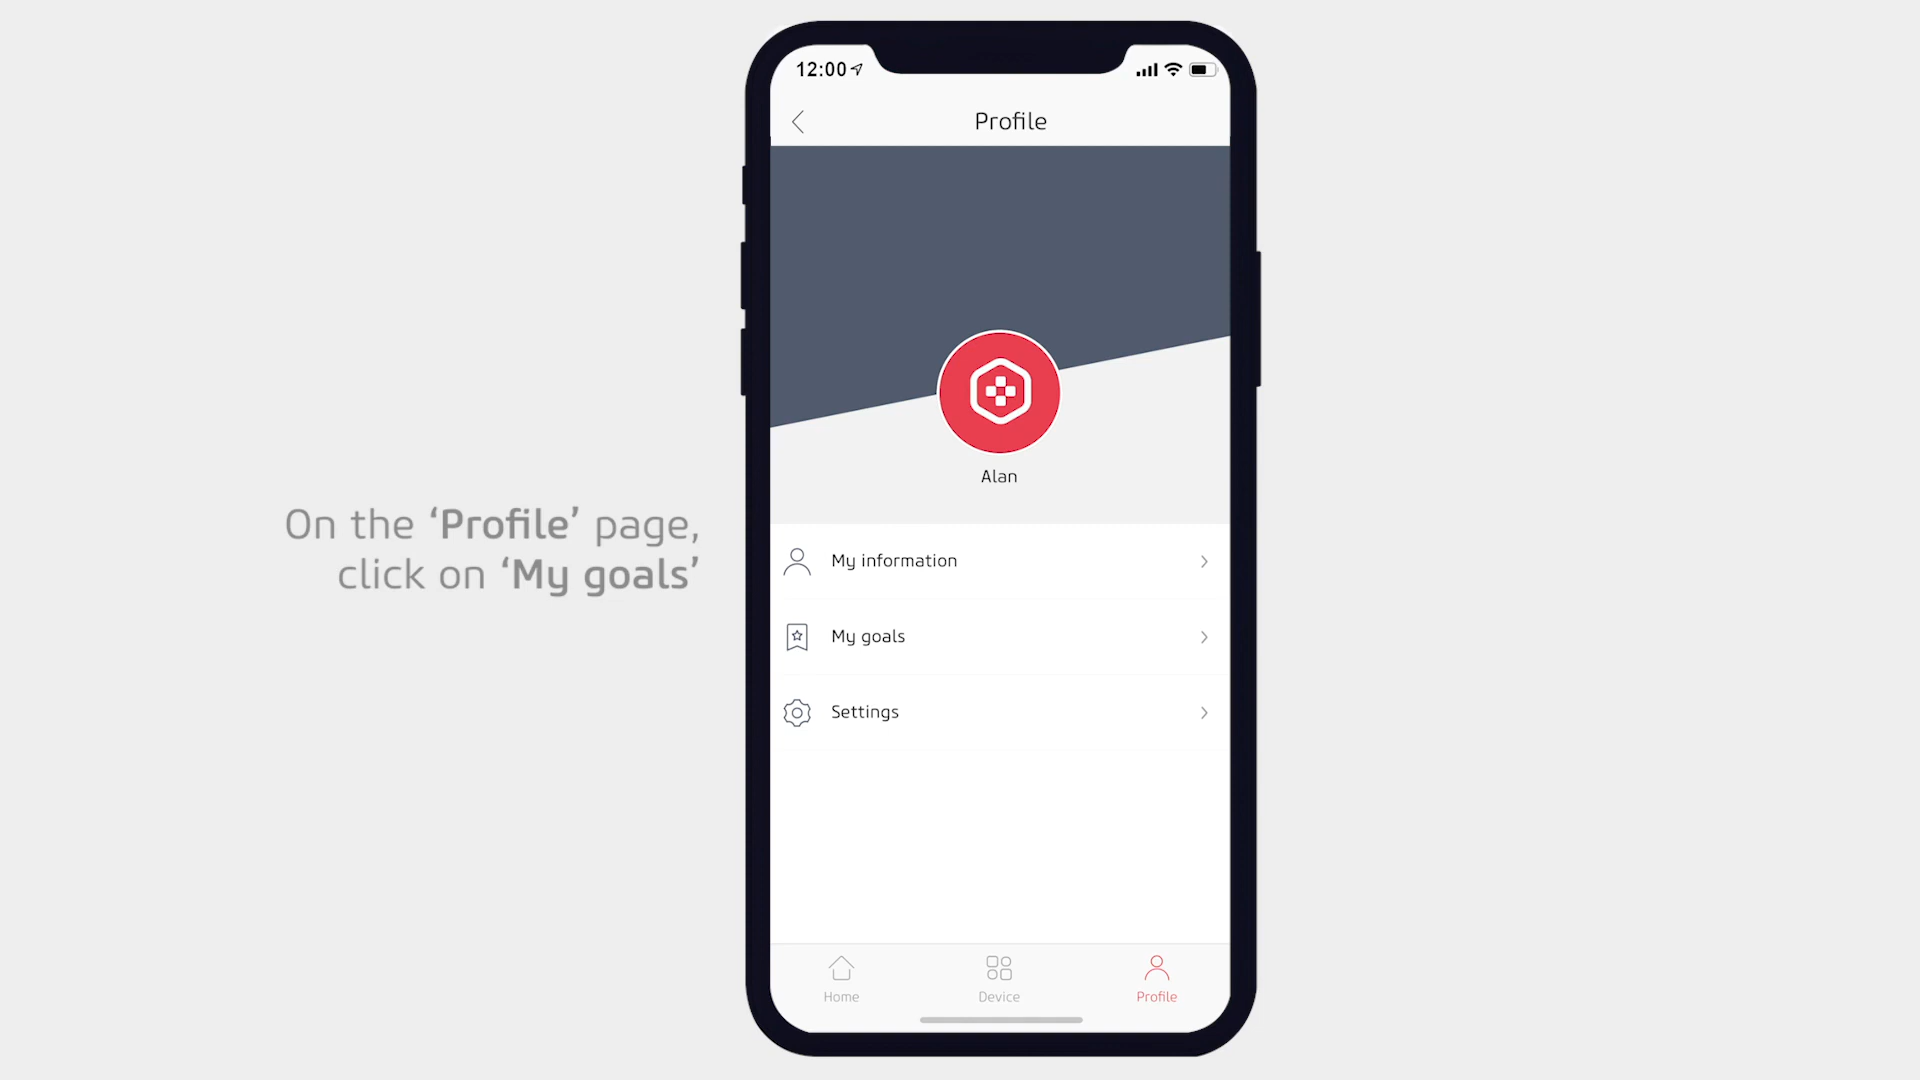 12:00
Profile
Alan
On the ‘Profile’ page,
click on ‘My goals’
My information
My goals
Settings
Home
Device
Profile